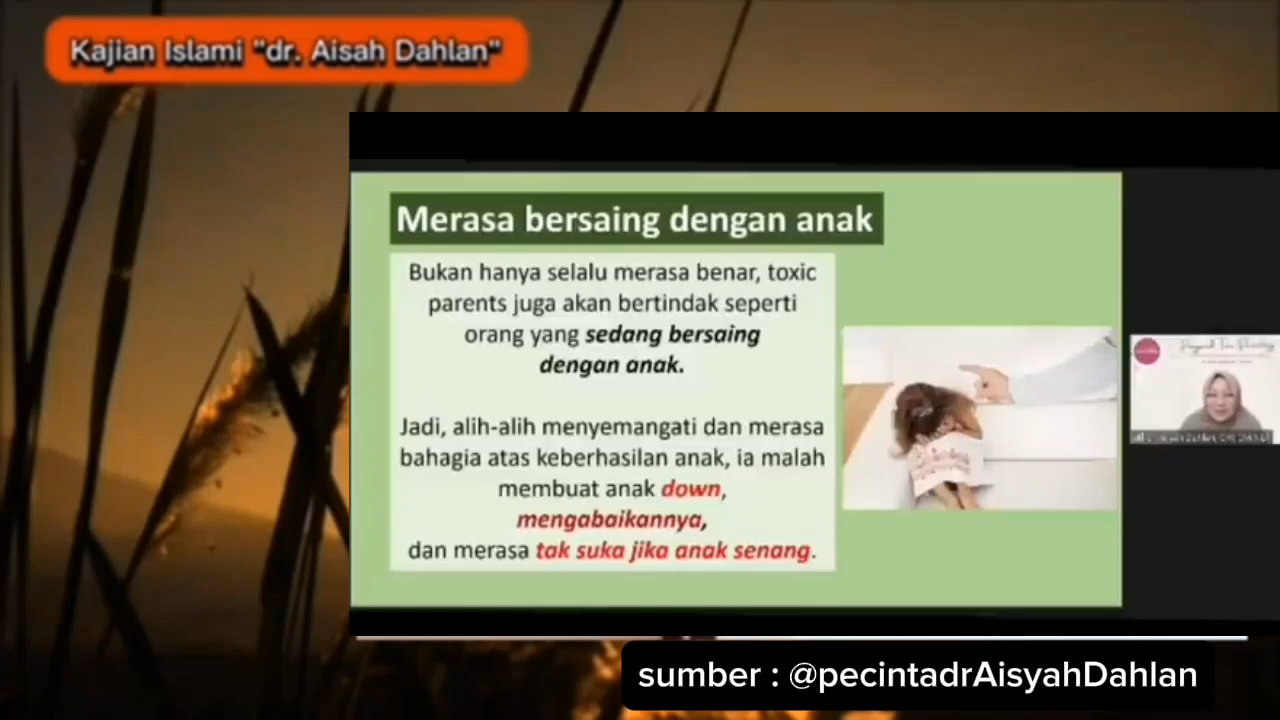 Kajian Islami "dr. Aisah Dahlan"
Merasa bersaing dengan anak
Bukan hanya selalu merasa benar, toxic
parents juga akan bertindak seperti
orang yang sedang bersaing
dengan anak.
Jadi, alih-alih menyemangati dan merasa
bahagia atas keberhasilan anak, ia malah
membuat anak down,
mengabaikannya,
dan merasa tak suka jika anak senang.
sumber : @pecintadrAisyahDahlan